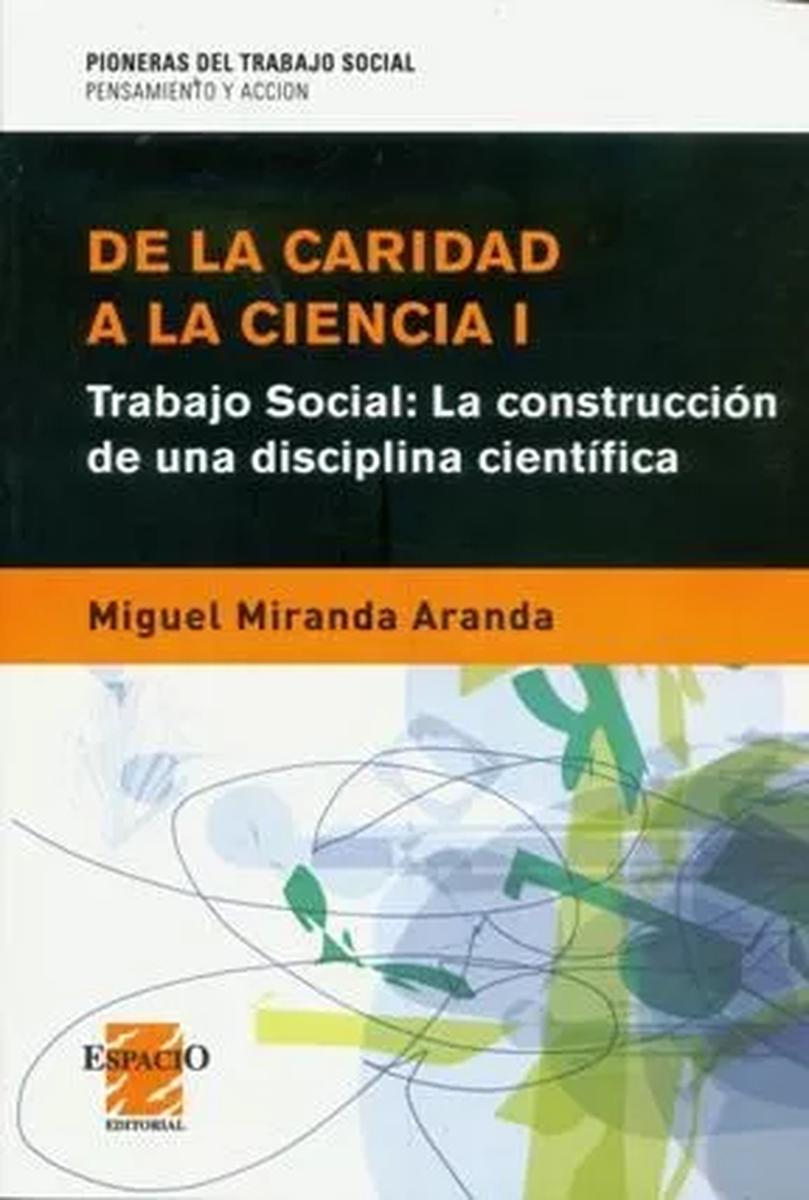 PIONERAS DEL TRABAJO SOCIAL
PENSAMIENTO Y ACCION
DE LA CARIDAD
A LA CIENCIA I
Trabajo Social: La construcción
de una disciplina científica
Miguel Miranda Aranda
ESPACIO
EDITORIAL